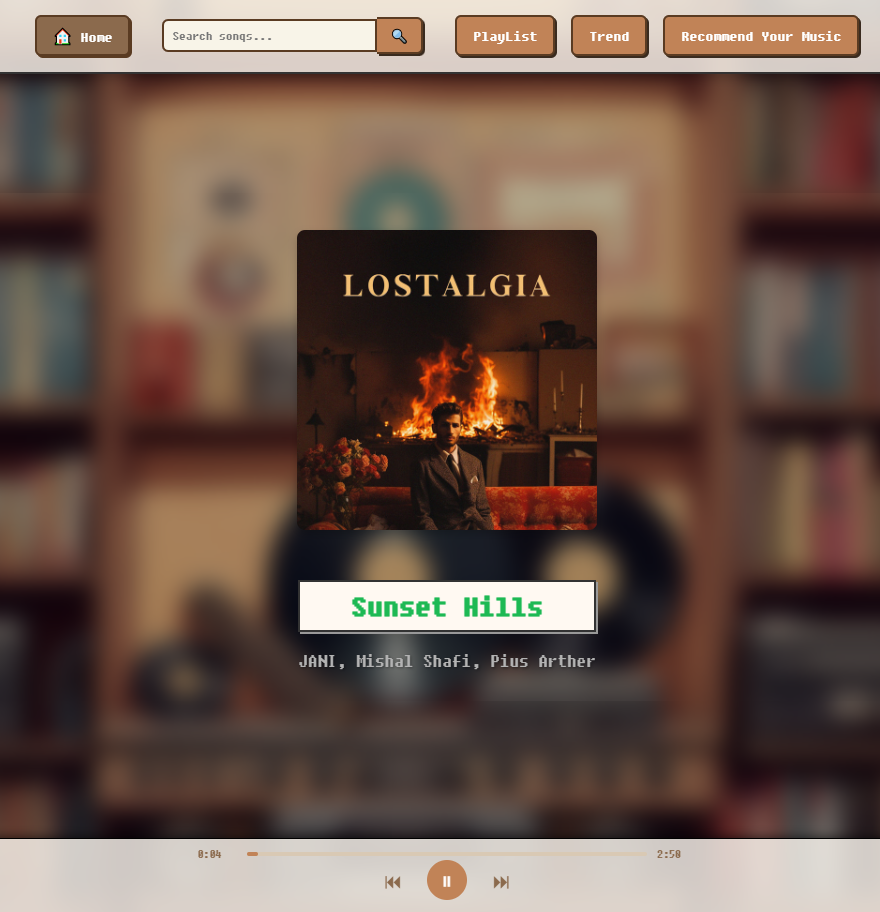 Home
Search songs...
PlayList
Trend
Recommend Your Music
LOSTALGIA
Sunset Hills
JANI, Mishal Shafi, Pius Arther
0:04
2:58